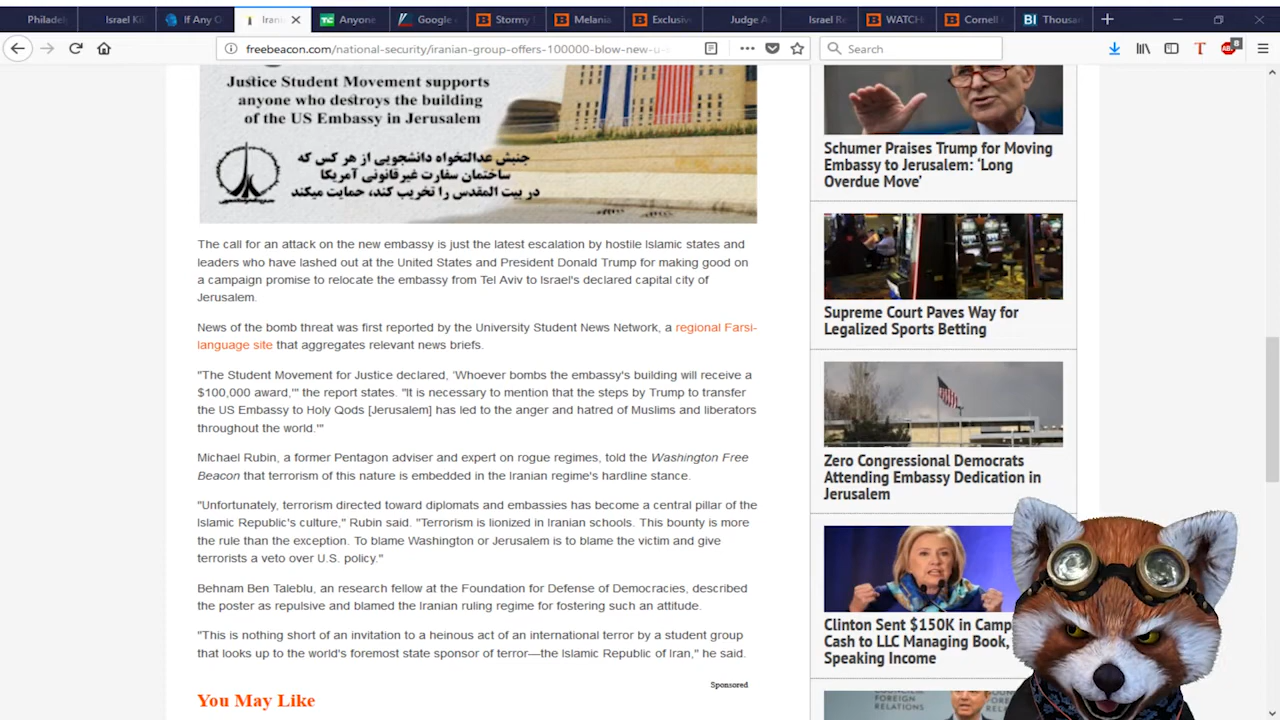 Philadel
Israel Kil
If Any O
Irania
Anyone
Google
Stormy
Melania
Exclusiv
Judge A
Israel Re
WATCH
Cornell
Thousan
freebeacon.com/national-security/iranian-group-offers-100000-blow-new-u-s
Search
8
Justice Student Movement supports
anyone who destroys the building
of the US Embassy in Jerusalem
جنبش عدالتخواه دانشجویی از هر کس که
ساختمان سفارت غیرقانونی آمریکا
در بیت المقدس را تخریب کند، حمایت میکند
The call for an attack on the new embassy is just the latest escalation by hostile Islamic states and
leaders who have lashed out at the United States and President Donald Trump for making good on
a campaign promise to relocate the embassy from Tel Aviv to Israel's declared capital city of
Jerusalem.
News of the bomb threat was first reported by the University Student News Network, a regional Farsi-
language site that aggregates relevant news briefs.
"The Student Movement for Justice declared, 'Whoever bombs the embassy's building will receive a
$100,000 award,'" the report states. "It is necessary to mention that the steps by Trump to transfer
the US Embassy to Holy Qods [Jerusalem] has led to the anger and hatred of Muslims and liberators
throughout the world.'"
Michael Rubin, a former Pentagon adviser and expert on rogue regimes, told the Washington Free
Beacon that terrorism of this nature is embedded in the Iranian regime's hardline stance.
"Unfortunately, terrorism directed toward diplomats and embassies has become a central pillar of the
Islamic Republic's culture," Rubin said. "Terrorism is lionized in Iranian schools. This bounty is more
the rule than the exception. To blame Washington or Jerusalem is to blame the victim and give
terrorists a veto over U.S. policy."
Behnam Ben Taleblu, an research fellow at the Foundation for Defense of Democracies, described
the poster as repulsive and blamed the Iranian ruling regime for fostering such an attitude.
"This is nothing short of an invitation to a heinous act of an international terror by a student group
that looks up to the world's foremost state sponsor of terror—the Islamic Republic of Iran," he said.
Sponsored
You May Like
Schumer Praises Trump for Moving
Embassy to Jerusalem: 'Long
Overdue Move'
Supreme Court Paves Way for
Legalized Sports Betting
Zero Congressional Democrats
Attending Embassy Dedication in
Jerusalem
Clinton Sent $150K in Camp
Cash to LLC Managing Book,
Speaking Income
COUNCIL
FOREIGN
RELATIONS